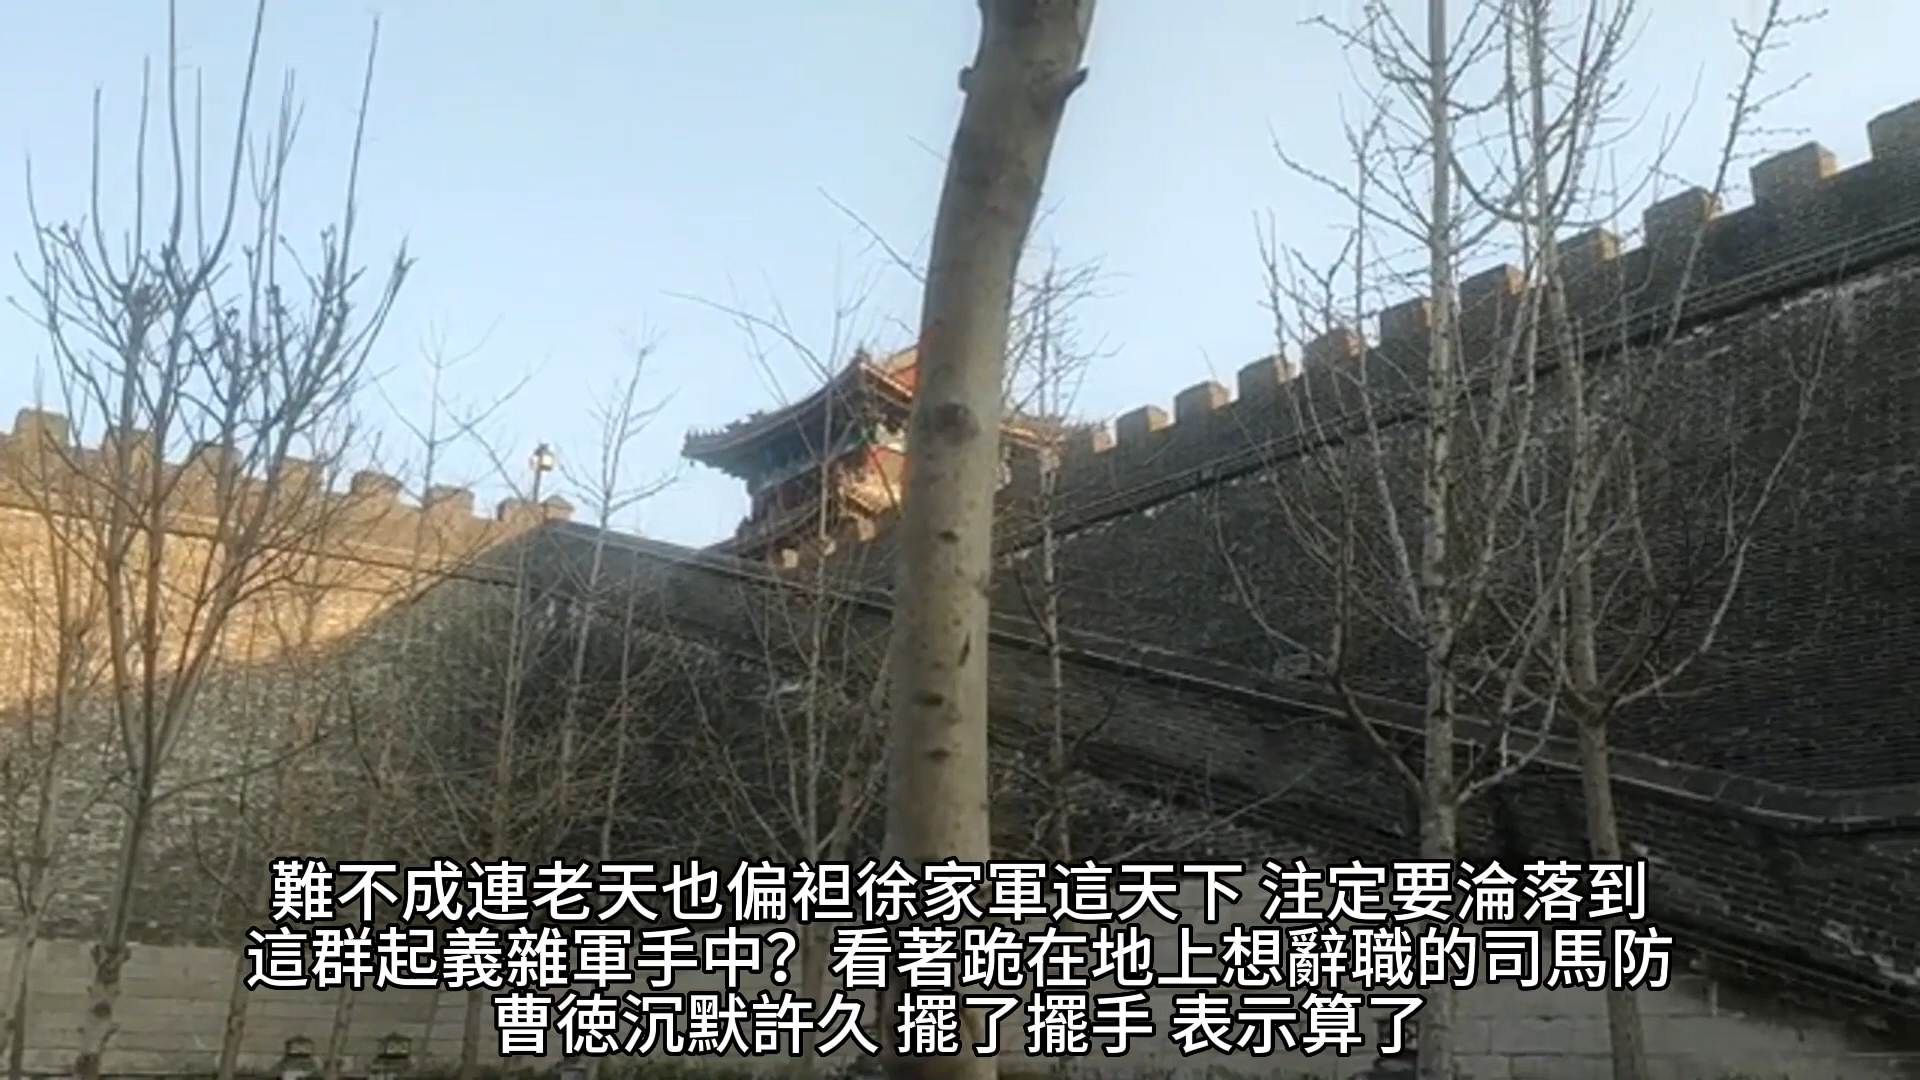 難不成連老天也偏袒徐家軍這天下 注定要淪落到
這群起義雜軍手中？看著跪在地上想辭職的司馬防
曹徳沉默許久 擺了擺手 表示算了